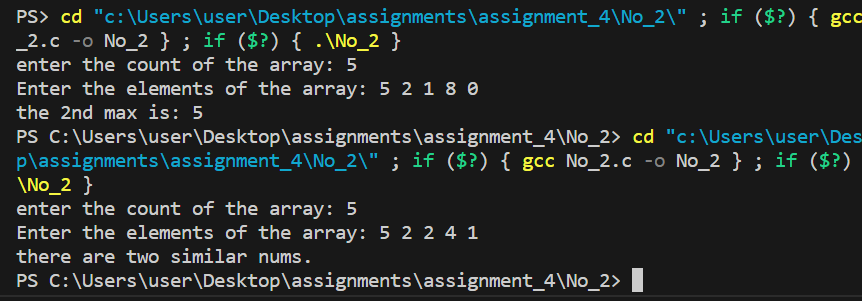 PS> cd "c:\Users\user\Desktop\assignments\assignment_4\No_2\" ; if ($?) { gcc
_2.c -o No_2 } ; if ($?) { .\No_2 }
enter the count of the array: 5
Enter the elements of the array: 5 2 1 8 0
the 2nd max is: 5
PS C:\Users\user\Desktop\assignments\assignment_4\No_2> cd "c:\Users\user\Des
p\assignments\assignment_4\No_2\" ; if ($?) { gcc No_2.c -o No_2 } ; if ($?)
\No_2 }
enter the count of the array: 5
Enter the elements of the array: 5 2 2 4 1
there are two similar nums.
PS C:\Users\user\Desktop\assignments\assignment_4\No_2>